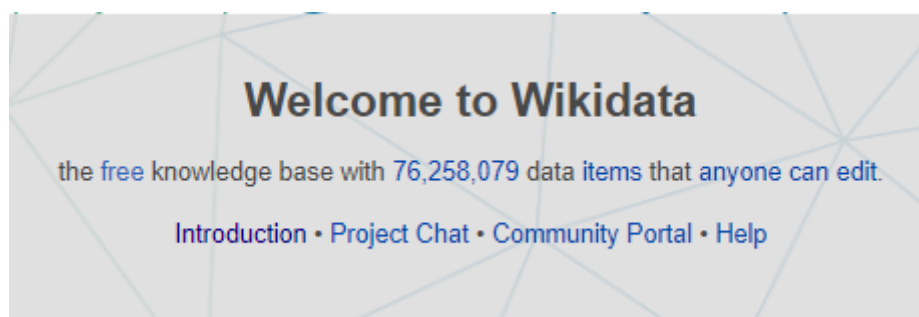 Welcome to Wikidata
the free knowledge base with 76,258,079 data items that anyone can edit.
Introduction • Project Chat • Community Portal • Help